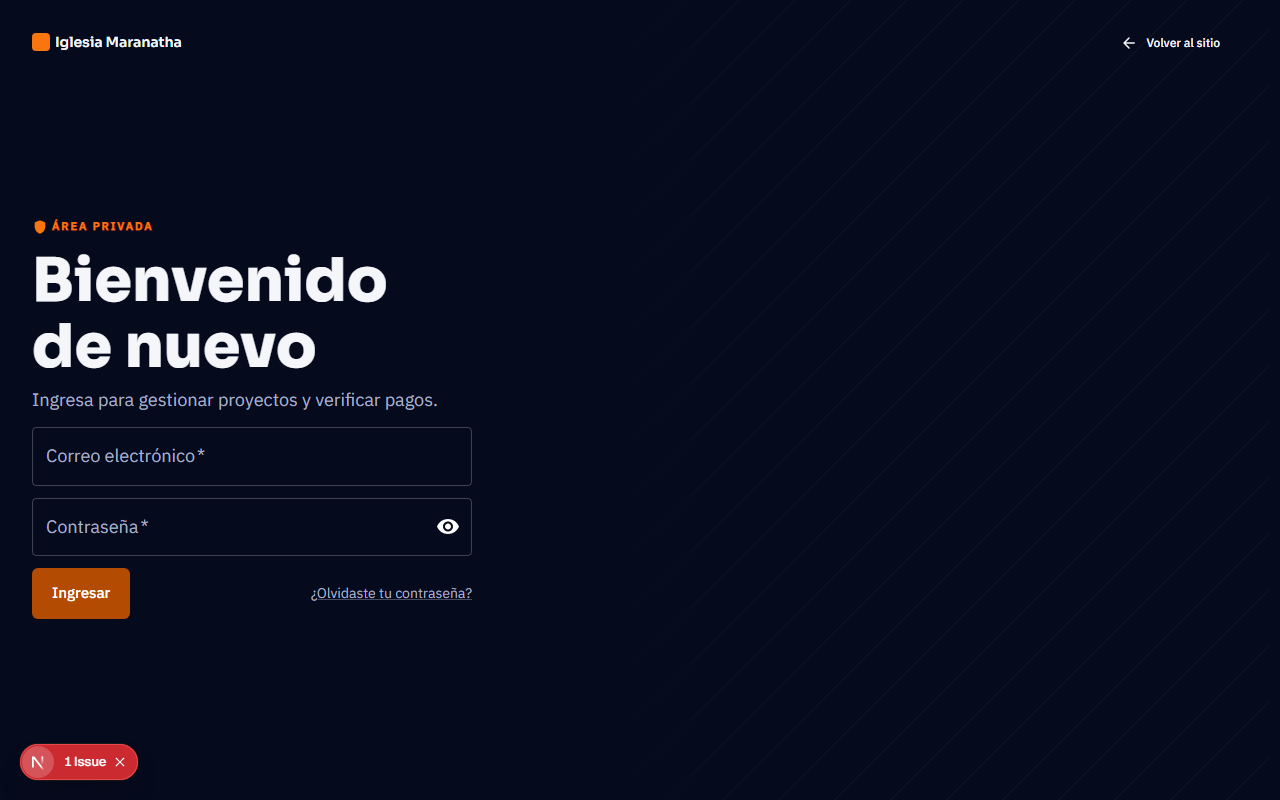 Iglesia Maranatha
Volver al sitio
ÁREA PRIVADA
Bienvenido
de nuevo
Ingresa para gestionar proyectos y verificar pagos.
Correo electrónico *
Contraseña *
Ingresar
¿Olvidaste tu contraseña?
N 1 Issue